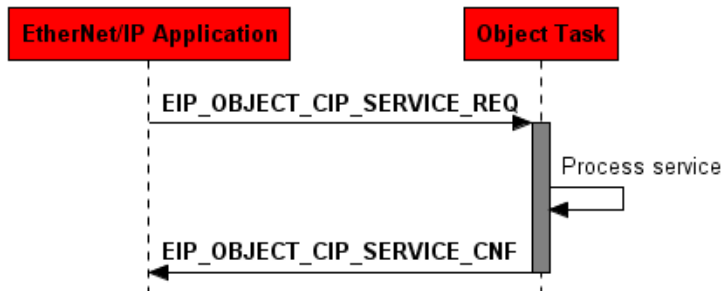 EtherNet/IP Application
Object Task
EIP_OBJECT_CIP_SERVICE_REQ
Process service
EIP_OBJECT_CIP_SERVICE_CNF